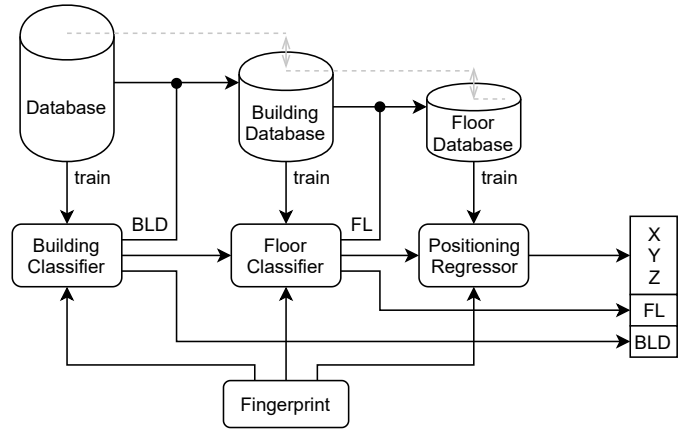 Database
Building
Database
Floor
Database
train
train
train
BLD
FL
Building
Classifier
Floor
Classifier
Positioning
Regressor
X
Y
Z
FL
BLD
Fingerprint